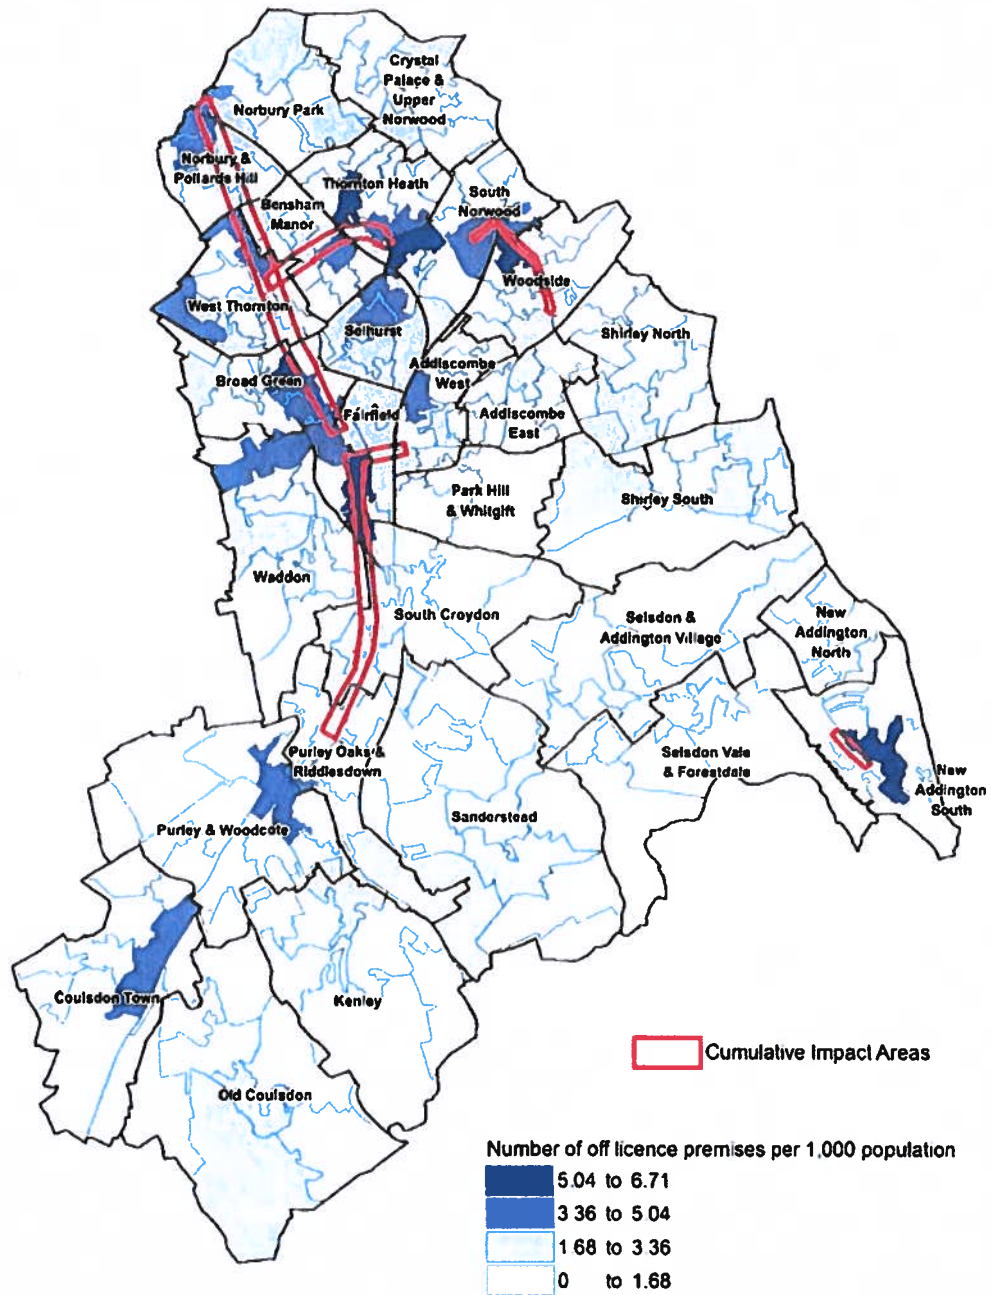 Crystal
Palace &
Upper
Norwood
Norbury Park
Norbury &
Pollards Hill
Thornton Heath
Bensham
Manor
South
Norwood
Woodside
West Thornton
Selhurst
Shirley North
Addiscombe
West
Broad Green
Fairfield
Addiscombe
East
Park Hill
& Whitgift
Shirley South
Waddon
South Croydon
Selsdon &
Addington Village
New
Addington
North
Purley Oaks &
Riddlesdown
Selsdon Vale
& Forestdale
New
Addington
South
Purley & Woodcote
Sanderstead
Coulsdon Town
Kenley
Old Coulsdon
Cumulative Impact Areas
Number of off licence premises per 1,000 population
5.04 to 6.71
3.36 to 5.04
1.68 to 3.36
0 to 1.68